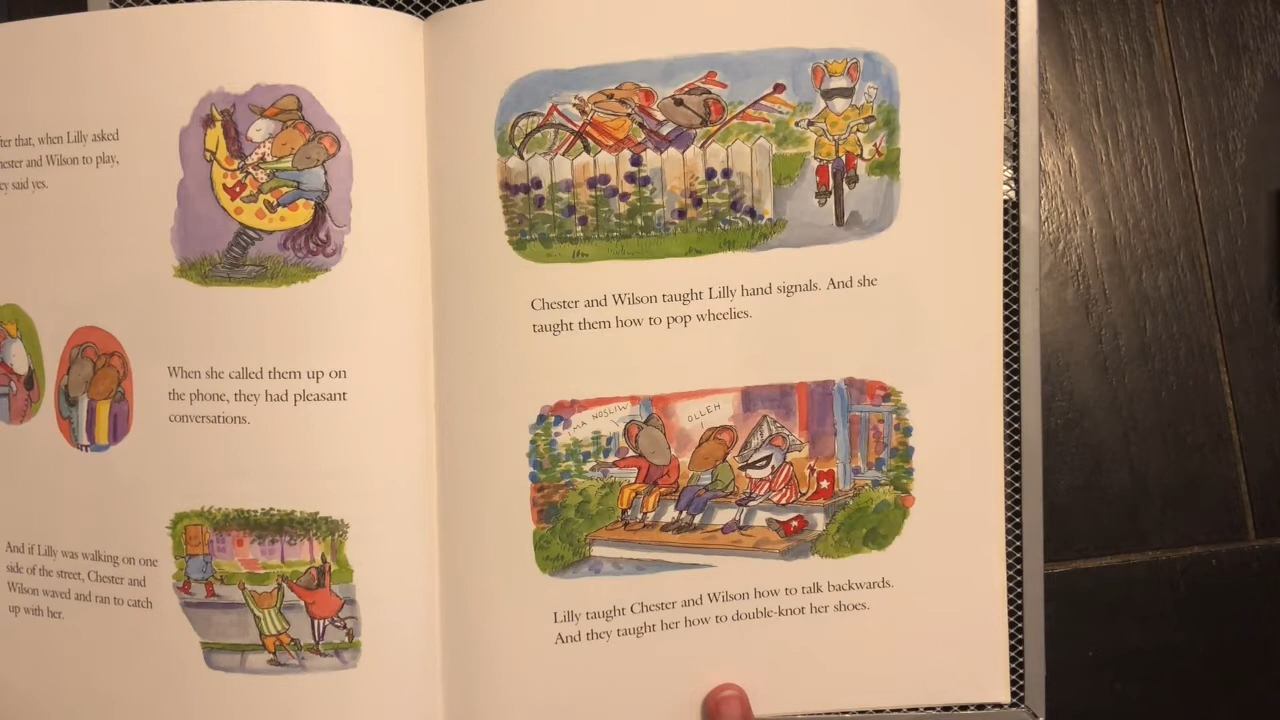 ter that, when Lilly asked
hester and Wilson to play,
ey said yes.
When she called them up on
the phone, they had pleasant
conversations.
And if Lilly was walking on one
side of the street, Chester and
Wilson waved and ran to catch
up with her.
Chester and Wilson taught Lilly hand signals. And she
taught them how to pop wheelies.
I MA NOSLIW
OLLEH
Lilly taught Chester and Wilson how to talk backwards.
And they taught her how to double-knot her shoes.